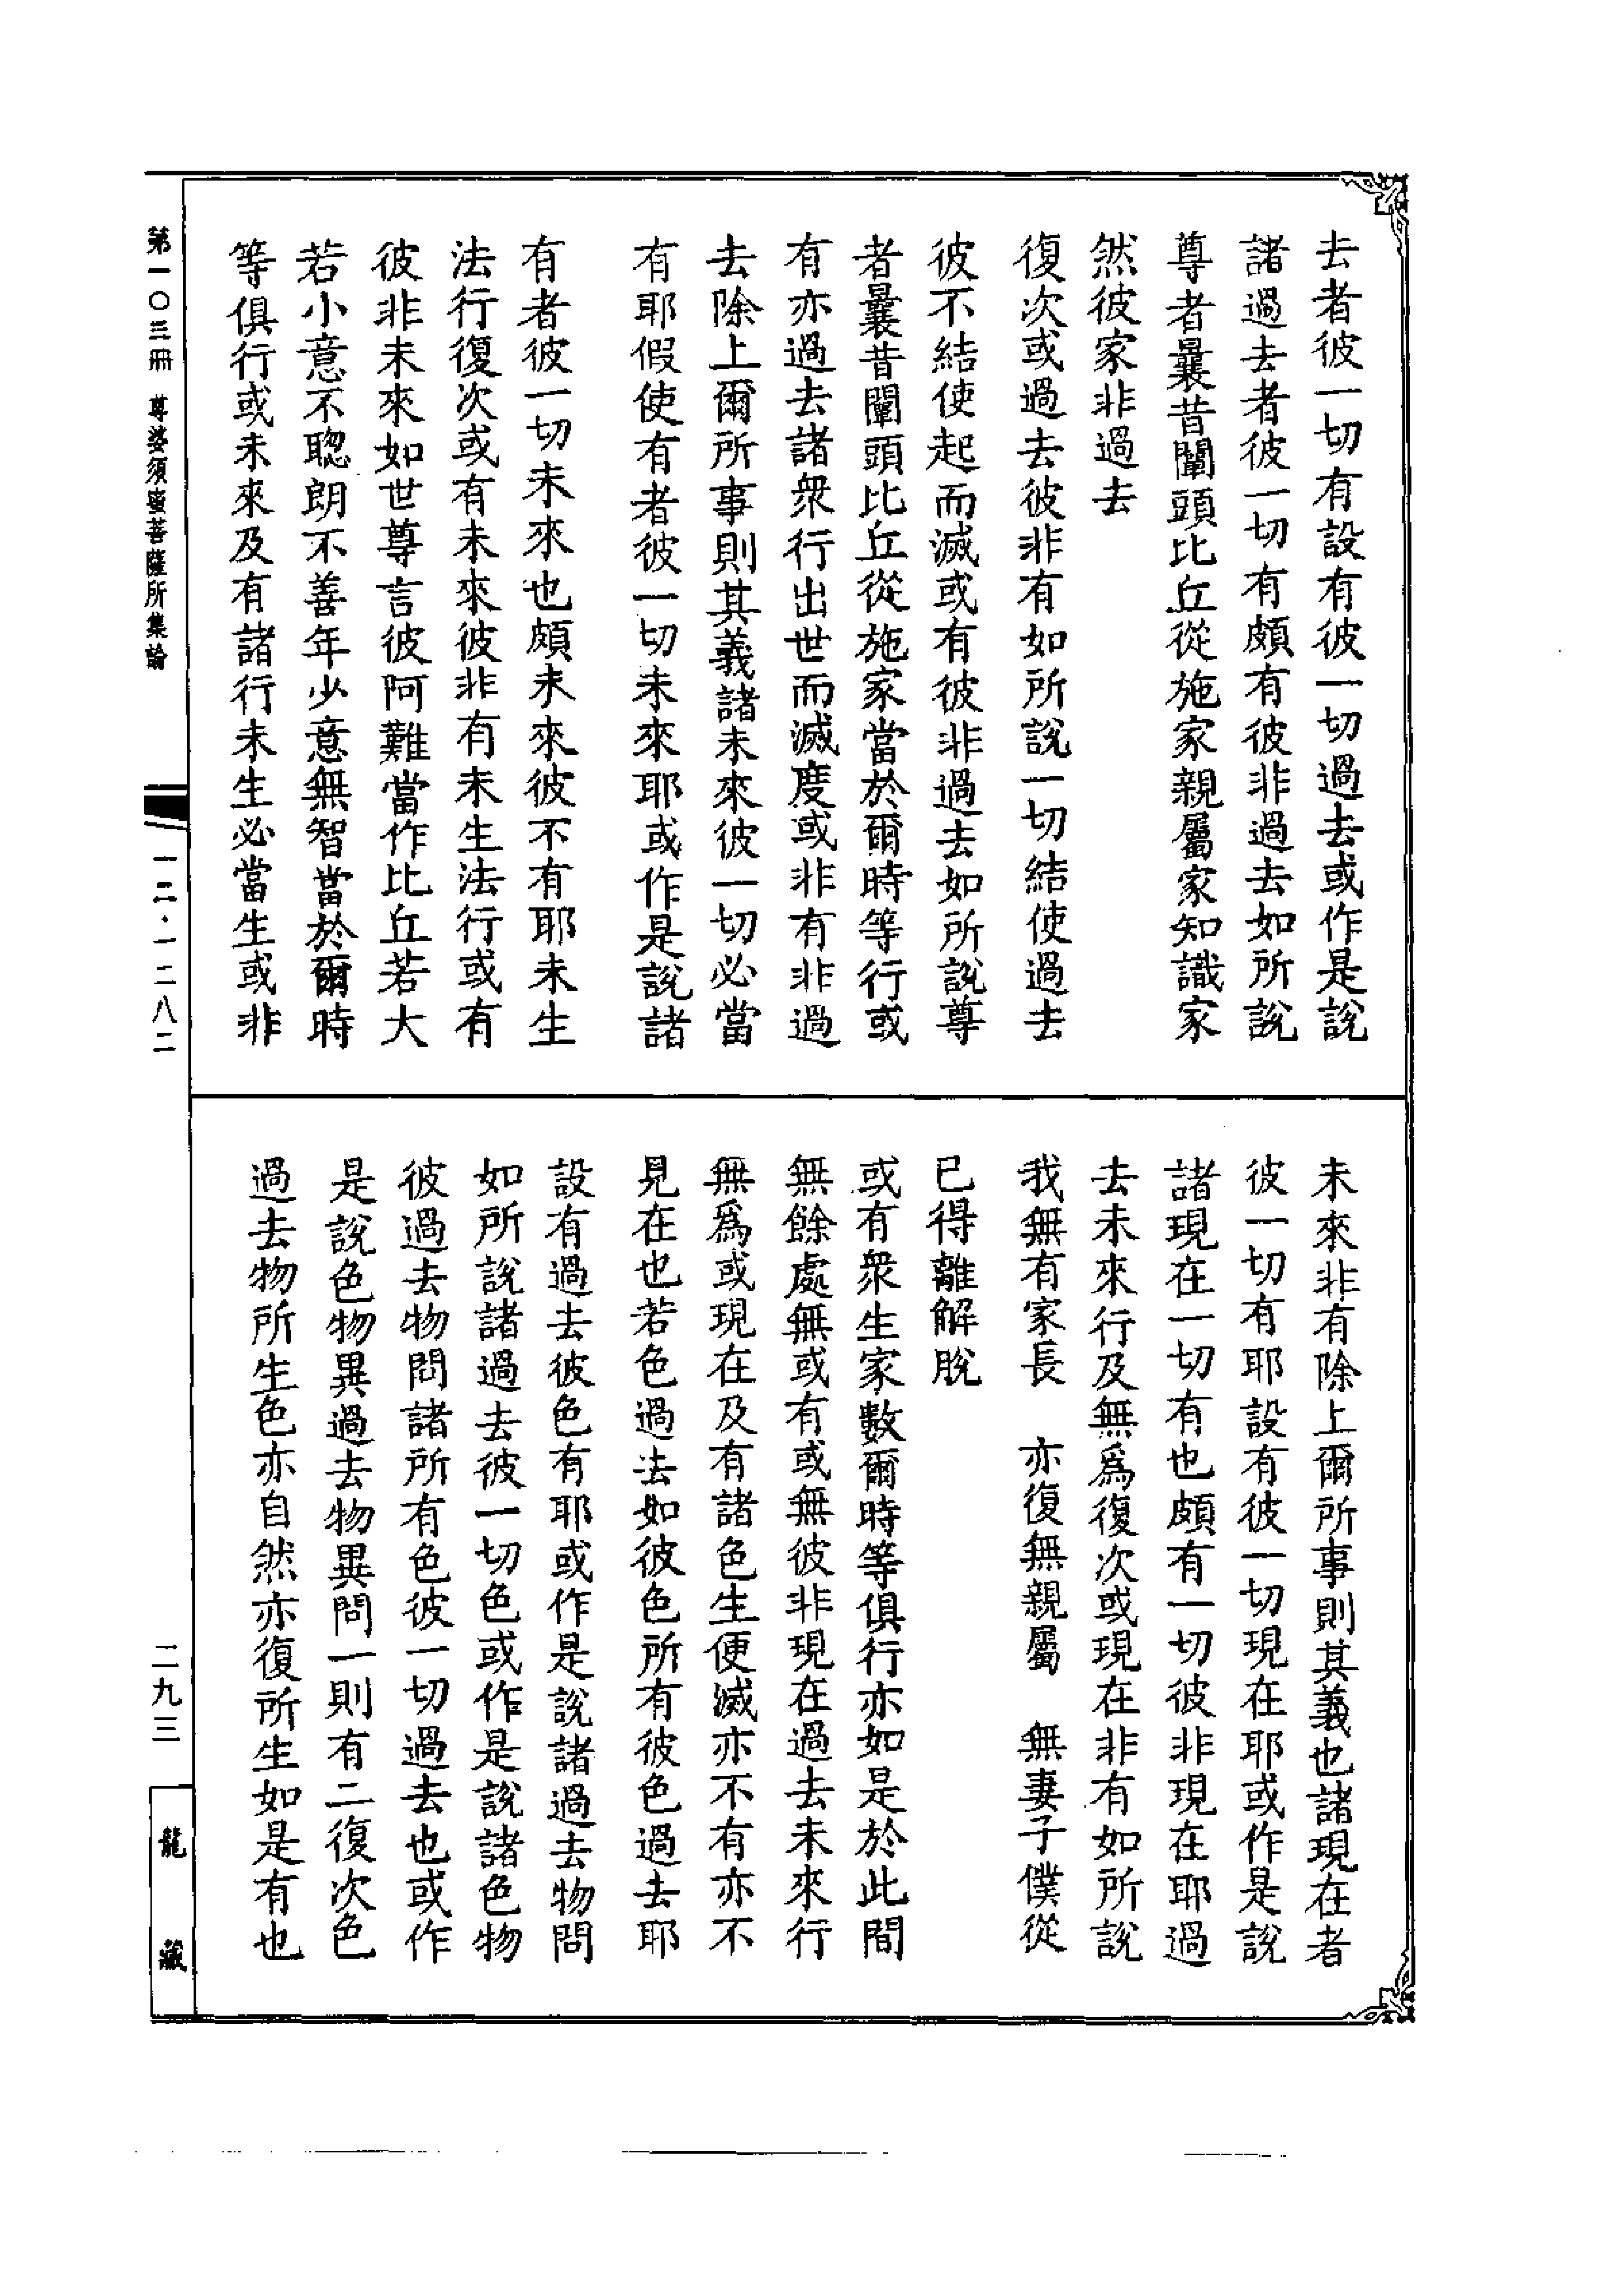 去者彼一切有設有彼一切過去或作是說
諸過去者彼一切有頗有彼非過去如所說
尊者曩昔闡頭比丘從施家親屬家知識家
然彼家非過去
復次或過去彼非有如所說一切結使過去
彼不結使起而滅或有彼非過去如所說尊
者曩昔闡頭比丘從施家當於爾時等行或
有亦過去諸衆行出世而滅度或非有非過
去除上爾所事則其義諸未來彼一切必當
有耶假使有者彼一切未來耶或作是說諸
有者彼一切未來也頗未來彼不有耶未生
法行復次或有未來彼非有未生法行或有
彼非未來如世尊言彼阿難當作比丘若大
若小意不聰朗不善年少意無智當於爾時
等俱行或未來及有諸行未生必當生或非
未來非有除上爾所事則其義也諸現在者
彼一切有耶設有彼一切現在耶或作是說
諸現在一切有也頗有一切彼非現在耶過
去未來行及無爲復次或現在非有如所說
我無有家長　亦復無親屬　無妻子僕從
已得離解脫
或有衆生家數爾時等俱行亦如是於此間
無餘處無或有或無彼非現在過去未來行
無爲或現在及有諸色生便滅亦不有亦不
見在也若色過去如彼色所有彼色過去耶
設有過去彼色有耶或作是說諸過去物問
如所說諸過去彼一切色或作是說諸色物
彼過去物問諸所有色彼一切過去也或作
是說色物異過去物異問一則有二復次色
過去物所生色亦自然亦復所生如是有也
第一〇三冊　尊婆須蜜菩薩所集論
一二·一二八二
二九三
龍藏